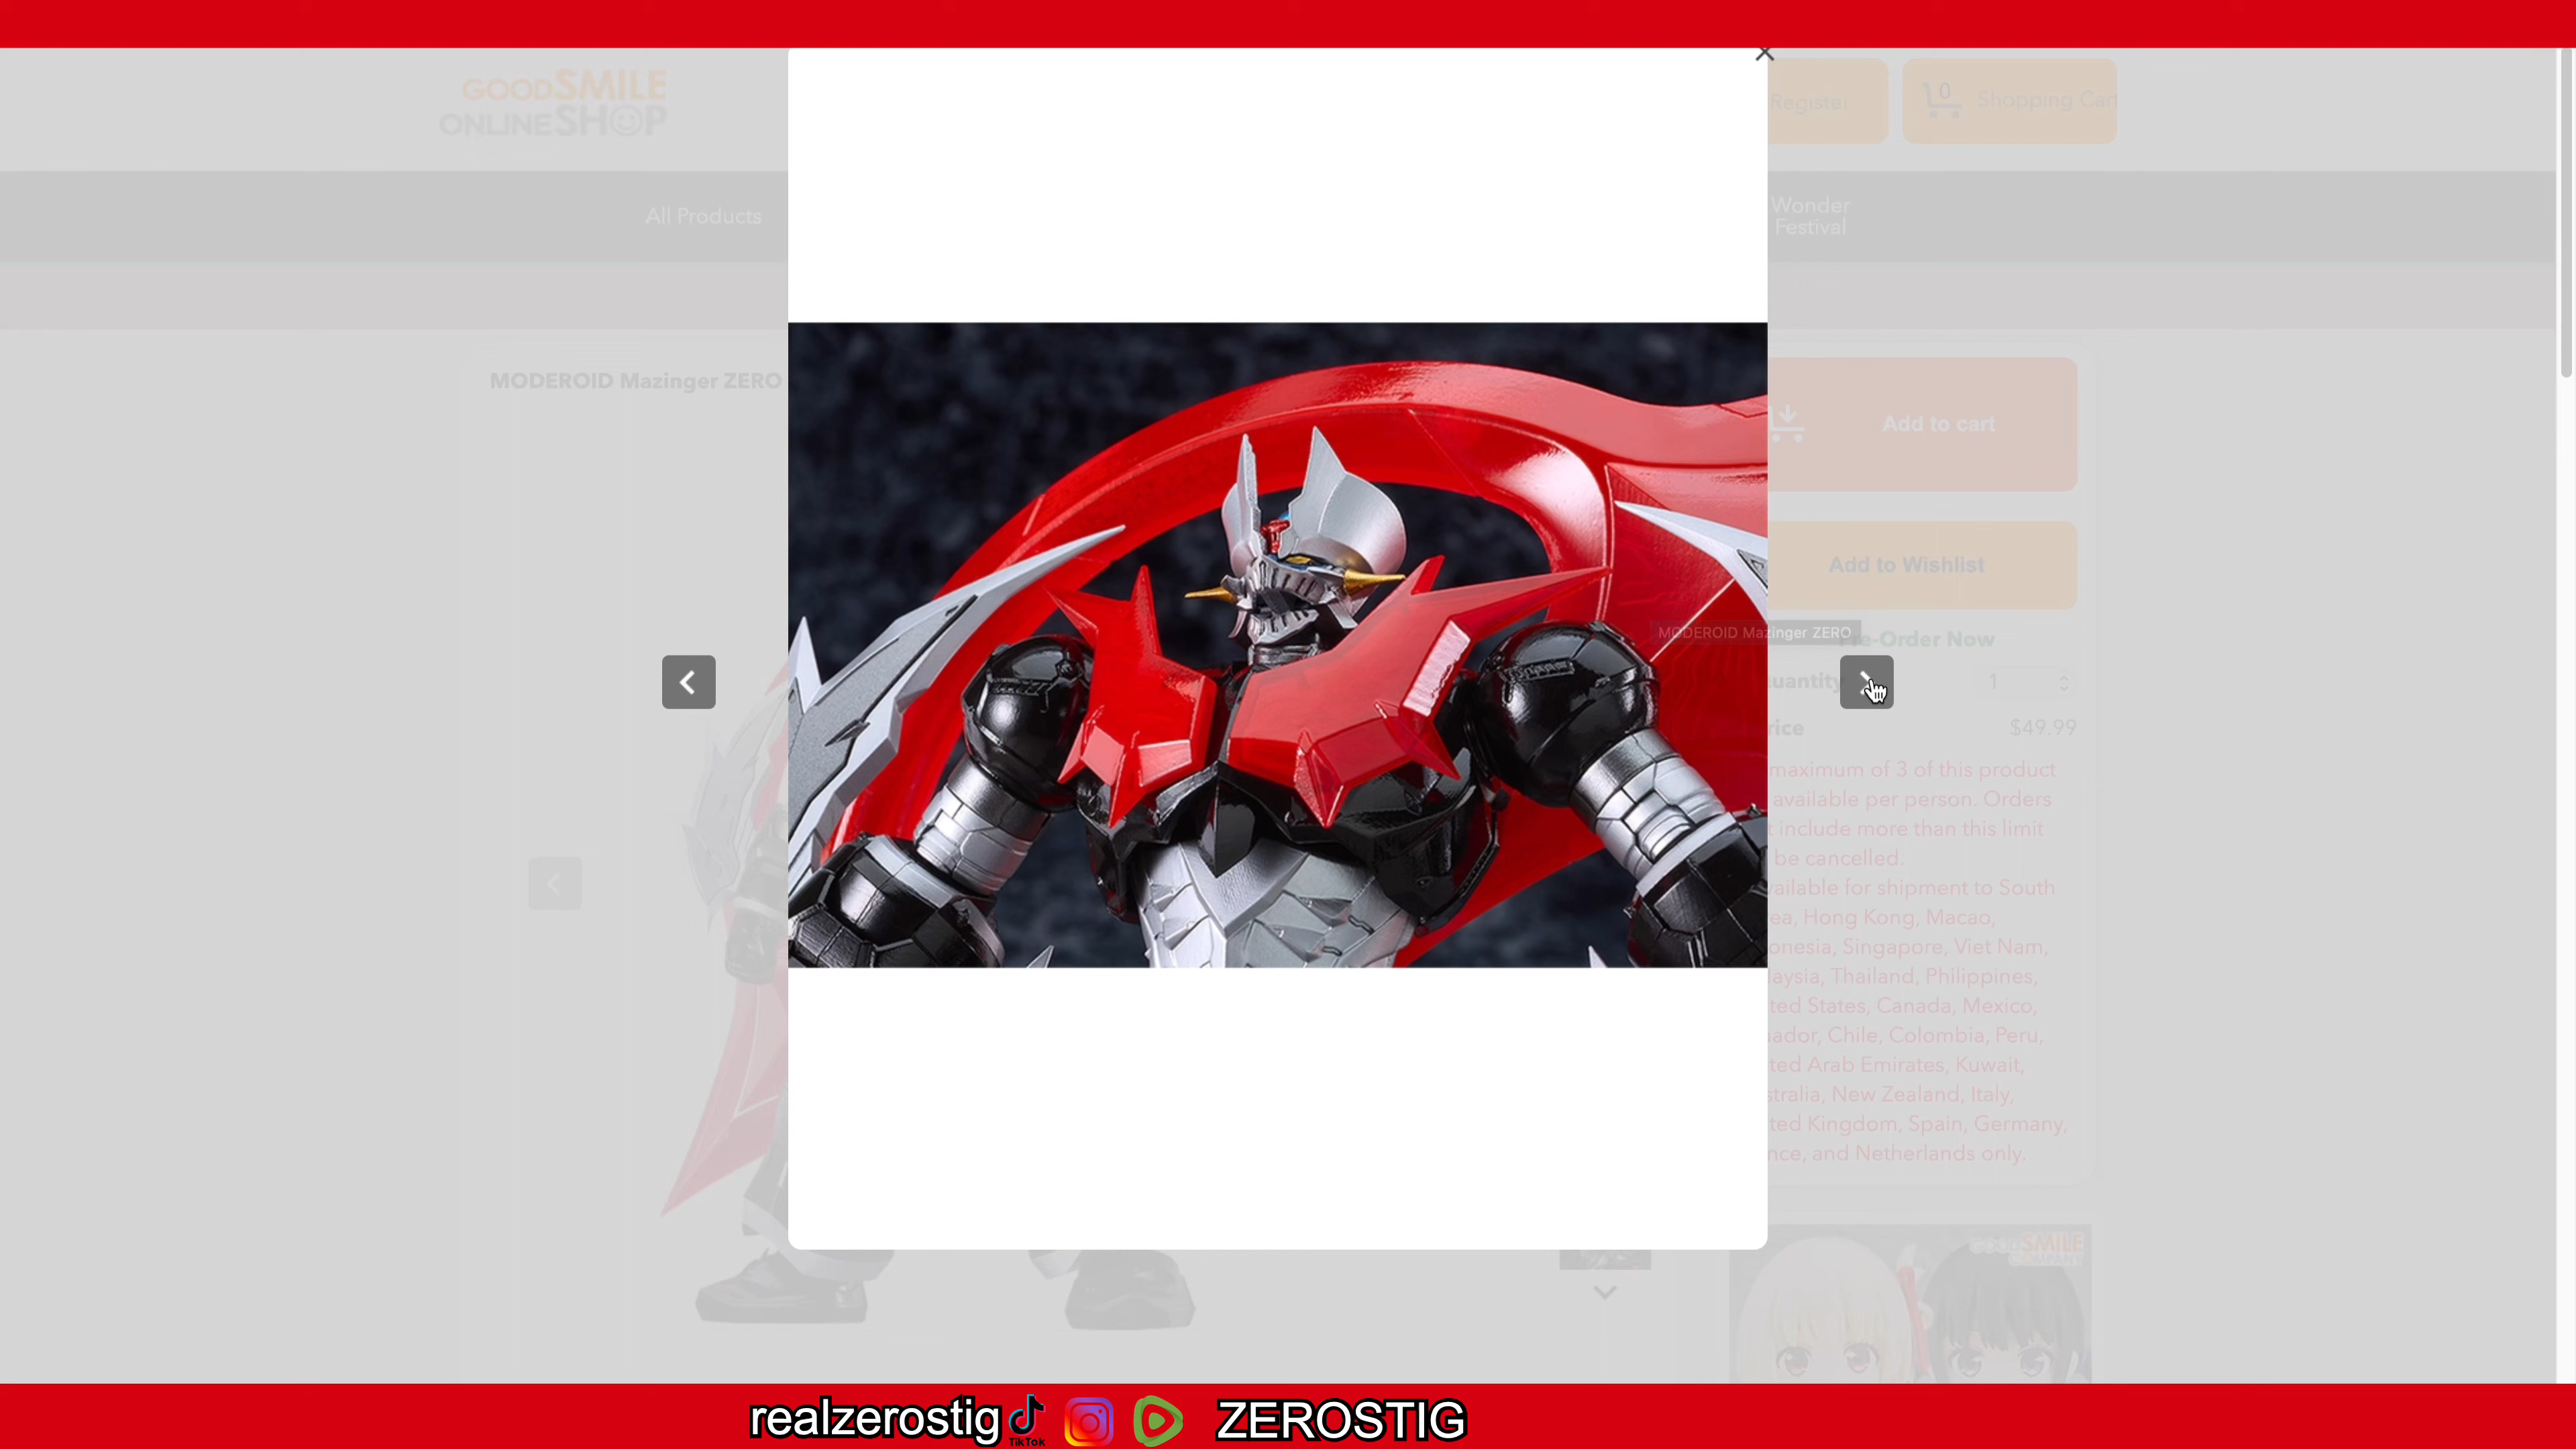 GOODSMILE
ONLINESHOP
Register
0
Shopping Cart
All Products
Wonder
Festival
MODEROID Mazinger ZERO
Add to cart
Add to Wishlist
MODEROID Mazinger ZERO
Pre-Order Now
uantity
1
rice
$49.99
maximum of 3 of this product
available per person. Orders
t include more than this limit
be cancelled.
vailable for shipment to South
ea, Hong Kong, Macao,
onesia, Singapore, Viet Nam,
aysia, Thailand, Philippines,
ted States, Canada, Mexico,
ador, Chile, Colombia, Peru,
ted Arab Emirates, Kuwait,
stralia, New Zealand, Italy,
ted Kingdom, Spain, Germany,
nce, and Netherlands only.
GOODSMILE
realzerostig
TikTok
ZEROSTIG